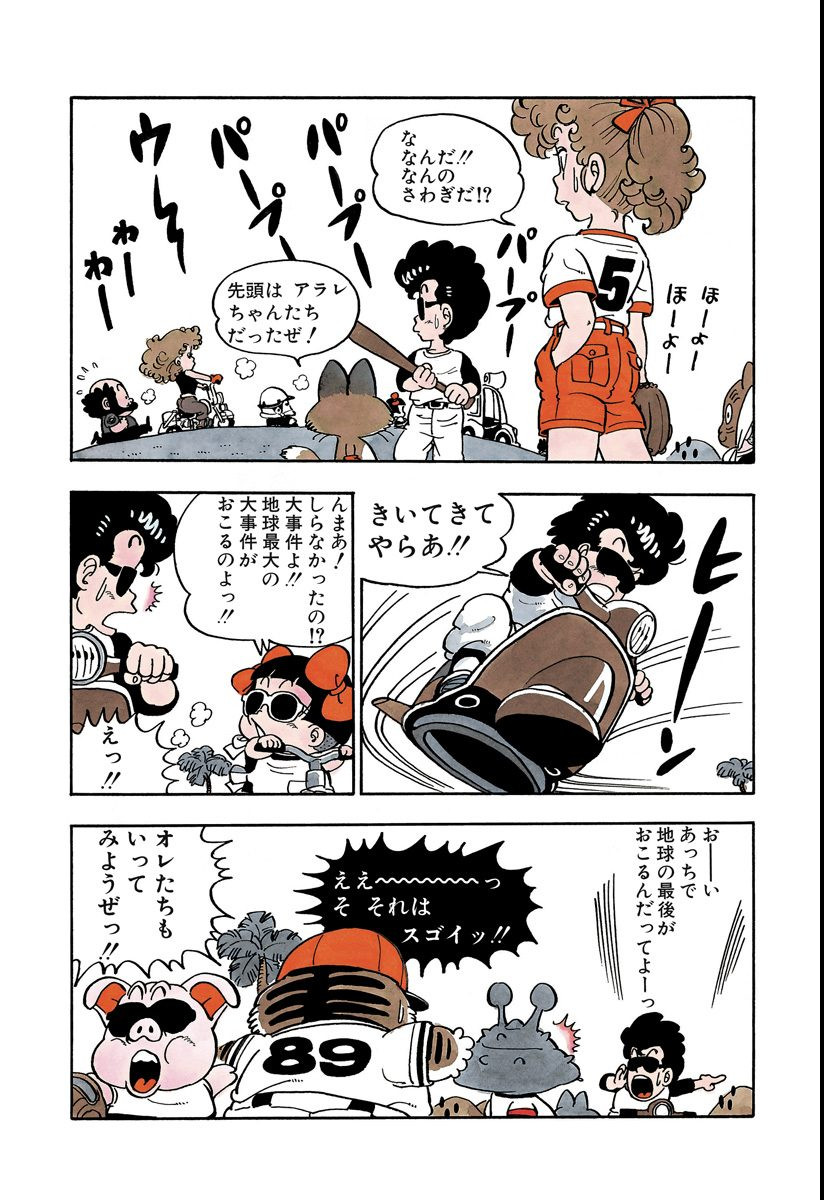 な
なんだ!!
なんの
さわぎだ!?
ほーよー
ほーよー
5
パープー
パープー
パープー
ウ～～
わーわー
先頭は アラレ
ちゃんたち
だったぜ!
ヒーーン
きいてきて
やらあ!!
んまあ!
しらなかったの!?
大事件よ!!
地球最大の
大事件が
おこるのよっ!!
えっ!!
おーい
あっちで
地球の最後が
おこるんだってよーっ
ええ～～～～～～～～っ
そ それは
スゴイッ!!
89
オレたちも
いって
みようぜっ!!